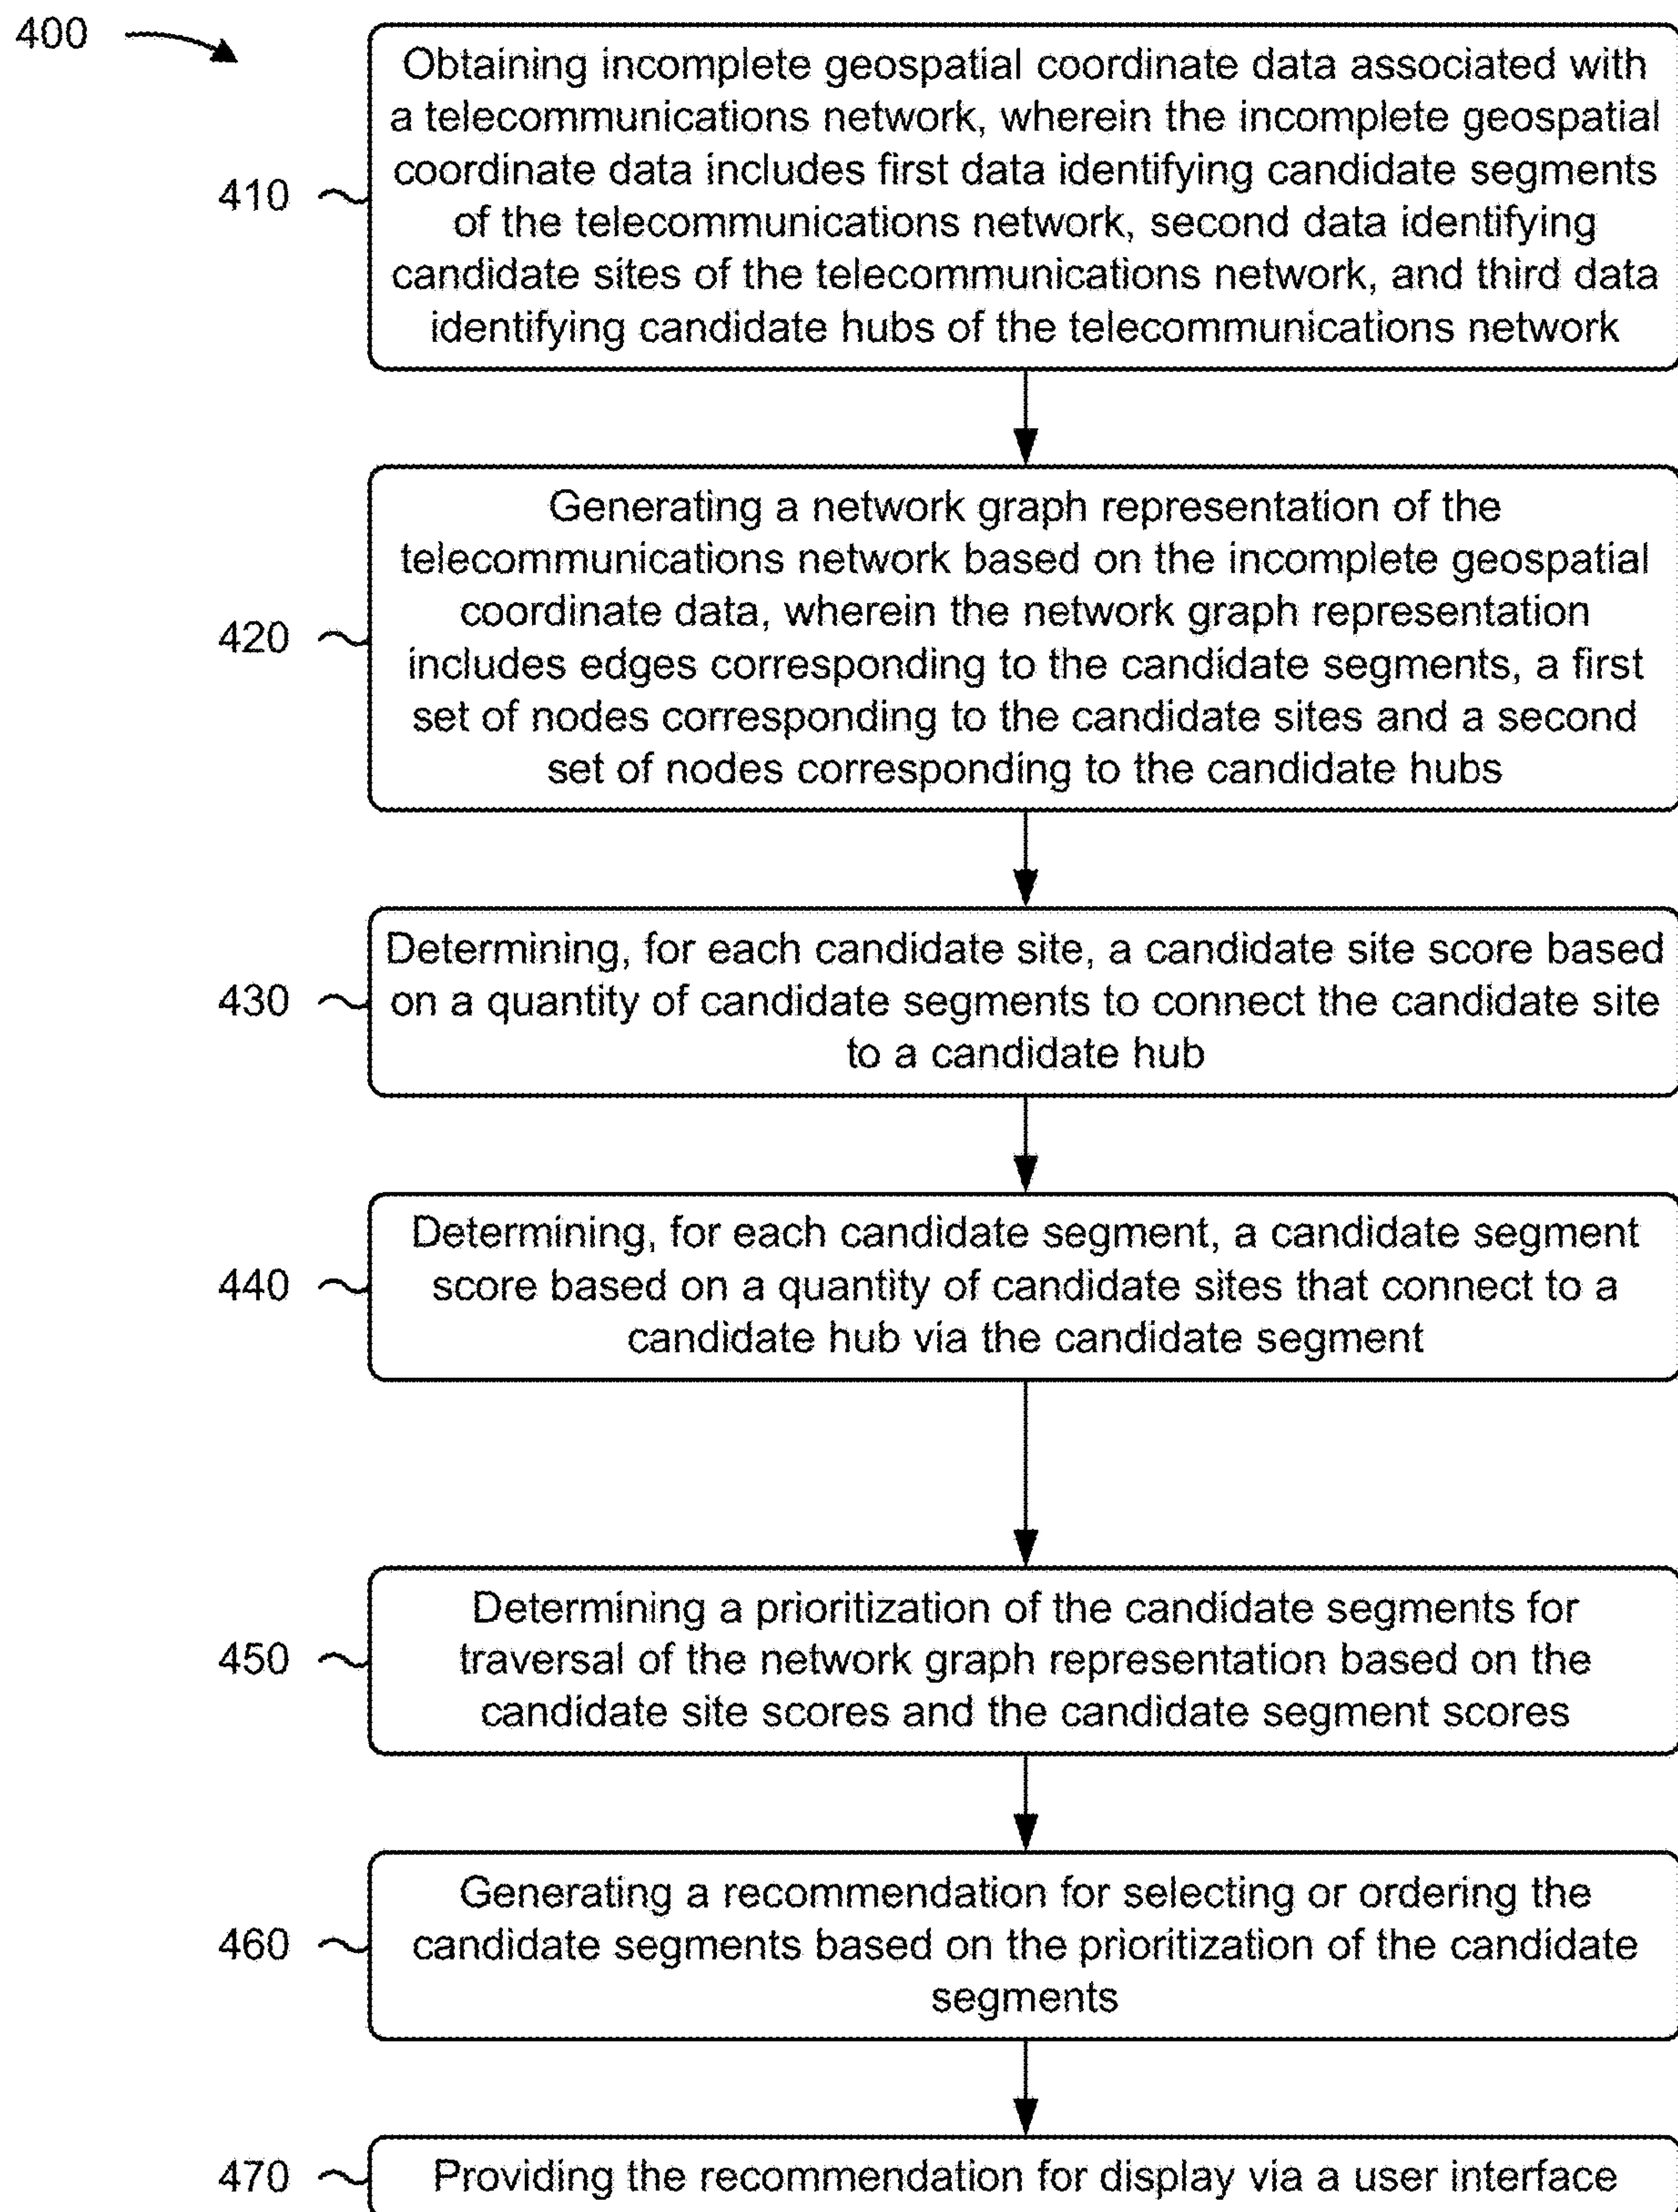 400
Obtaining incomplete geospatial coordinate data associated with
a telecommunications network, wherein the incomplete geospatial
coordinate data includes first data identifying candidate segments
of the telecommunications network, second data identifying
candidate sites of the telecommunications network, and third data
identifying candidate hubs of the telecommunications network
410
Generating a network graph representation of the
telecommunications network based on the incomplete geospatial
coordinate data, wherein the network graph representation
includes edges corresponding to the candidate segments, a first
set of nodes corresponding to the candidate sites and a second
set of nodes corresponding to the candidate hubs
420
Determining, for each candidate site, a candidate site score based
on a quantity of candidate segments to connect the candidate site
to a candidate hub
430
Determining, for each candidate segment, a candidate segment
score based on a quantity of candidate sites that connect to a
candidate hub via the candidate segment
440
Determining a prioritization of the candidate segments for
traversal of the network graph representation based on the
candidate site scores and the candidate segment scores
450
Generating a recommendation for selecting or ordering the
candidate segments based on the prioritization of the candidate
segments
460
Providing the recommendation for display via a user interface
470